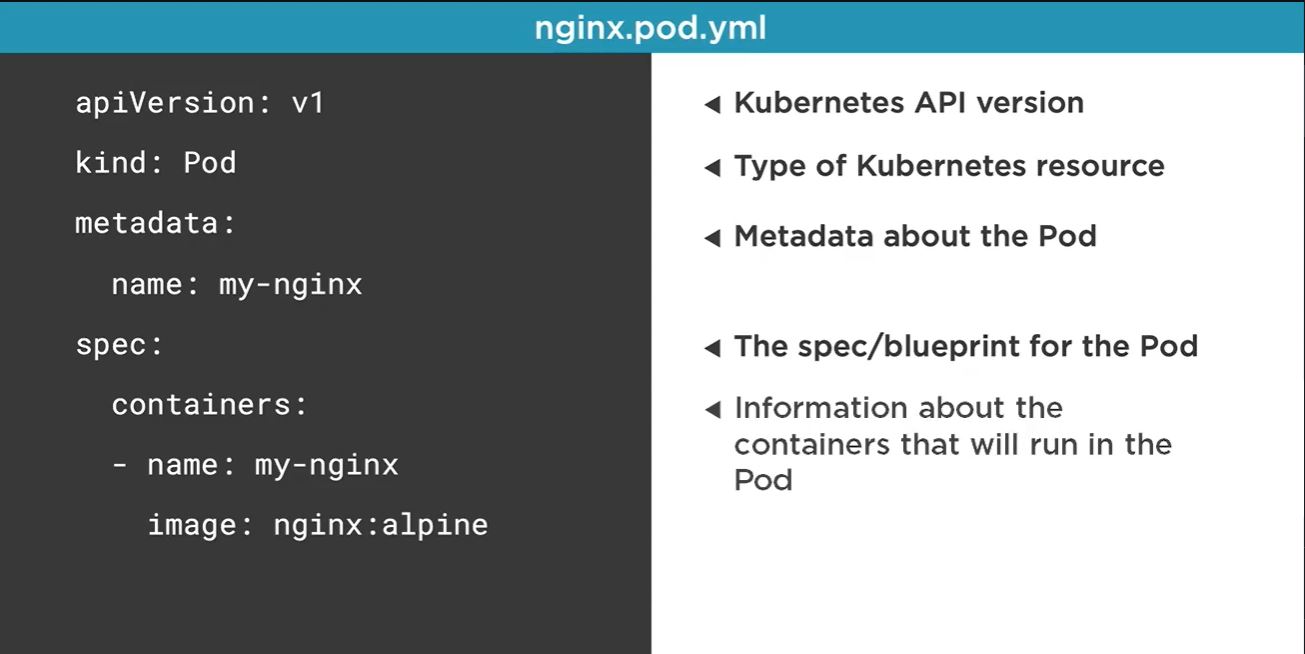 nginx.pod.yml
apiVersion: v1
kind: Pod
metadata:
  name: my-nginx
spec:
  containers:
  - name: my-nginx
    image: nginx:alpine
Kubernetes API version
Type of Kubernetes resource
Metadata about the Pod
The spec/blueprint for the Pod
Information about the
containers that will run in the
Pod